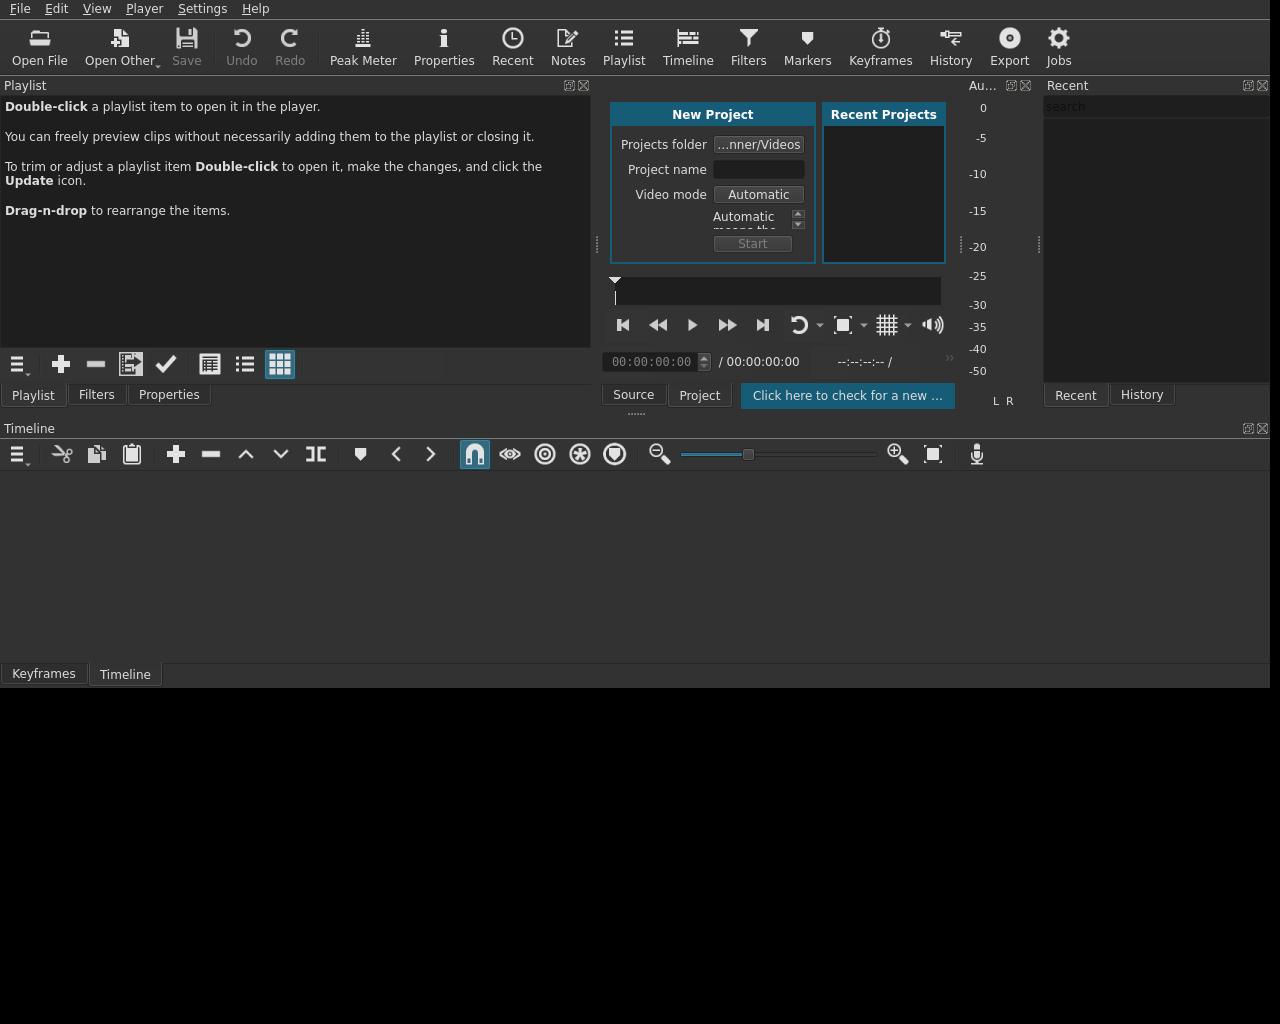 File Edit View Player Settings Help
Open File Open Other Save Undo Redo Peak Meter Properties Recent Notes Playlist Timeline Filters Markers Keyframes History Export Jobs
Playlist
Double-click a playlist item to open it in the player.
You can freely preview clips without necessarily adding them to the playlist or closing it.
To trim or adjust a playlist item Double-click to open it, make the changes, and click the
Update icon.
Drag-n-drop to rearrange the items.
Playlist Filters Properties
New Project
Projects folder ...nner/Videos
Project name
Video mode Automatic
Automatic
means the
Start
Recent Projects
00:00:00:00 / 00:00:00:00 --:--:--:-- /
Source Project Click here to check for a new ...
Au...
0
-5
-10
-15
-20
-25
-30
-35
-40
-50
L R
Recent
search
Recent History
Timeline
Keyframes Timeline